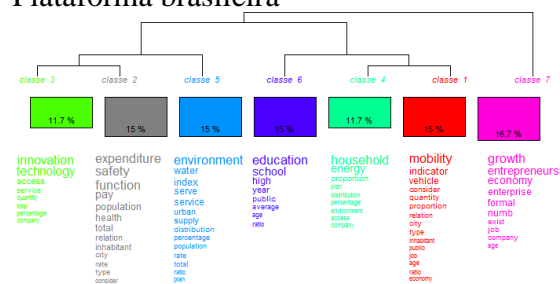 Plataforma brasileira
classe 3
classe 2
classe 5
classe 6
classe 4
classe 1
classe 7
11.7 %
15 %
15 %
15 %
11.7 %
15 %
16.7 %
innovation
technology
access
service
quantity
total
percentage
company
expenditure
safety
function
pay
population
health
total
relation
inhabitant
city
rate
type
consider
environment
water
index
serve
service
urban
supply
distribution
percentage
population
rate
total
ratio
plan
education
school
high
year
public
average
age
ratio
household
energy
proportion
plan
distribution
percentage
environment
access
company
mobility
indicator
vehicle
consider
quantity
proportion
relation
city
type
inhabitant
public
job
age
ratio
economy
growth
entrepreneurs
economy
enterprise
formal
numb
exist
job
company
age